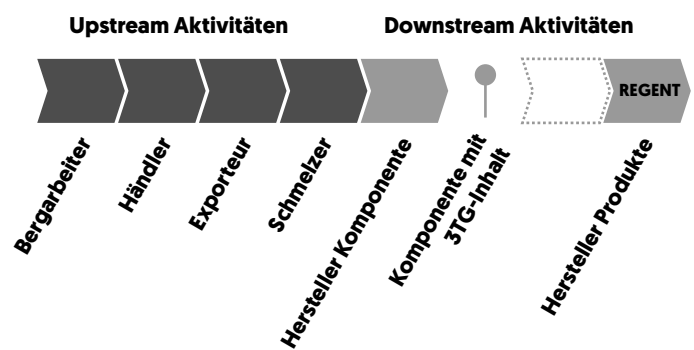 Upstream Aktivitäten
Downstream Aktivitäten
REGENT
Bergarbeiter
Händler
Exporteur
Schmelzer
Hersteller Komponente
Komponente mit
3TG-Inhalt
Hersteller Produkte